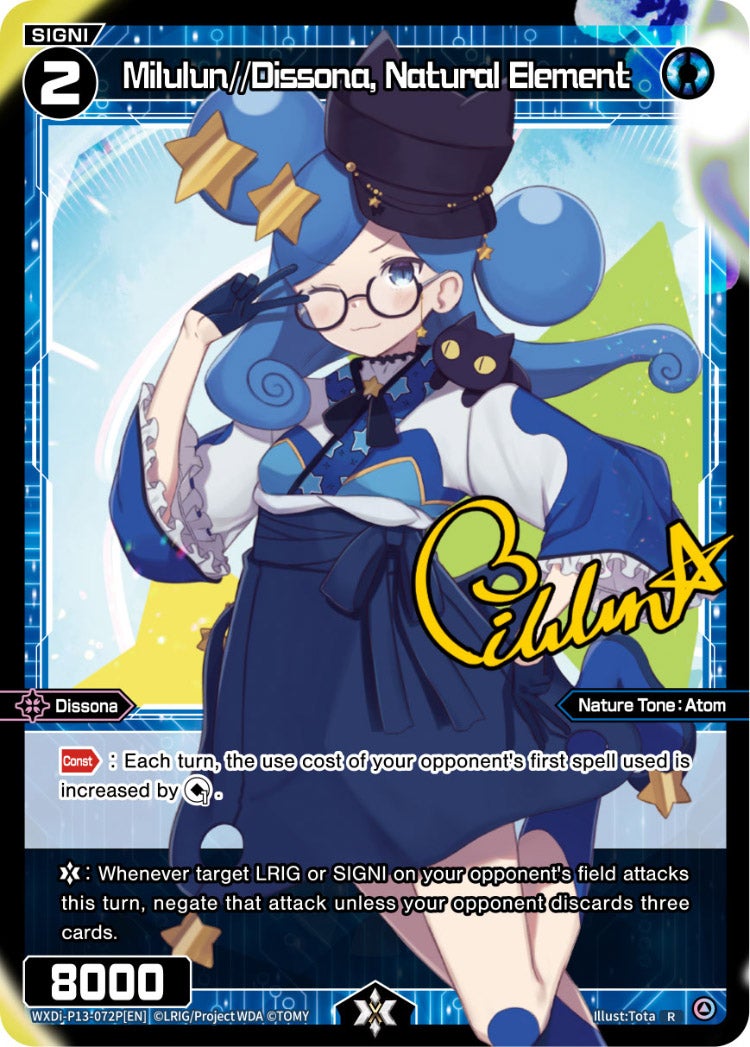 SIGNI
2
Milulun//Dissona, Natural Element
Milulun
Dissona
Nature Tone : Atom
Const : Each turn, the use cost of your opponent's first spell used is
increased by .
: Whenever target LRIG or SIGNI on your opponent's field attacks
this turn, negate that attack unless your opponent discards three
cards.
8000
WXDi-P13-072P[EN] ©LRIG/Project WDA ©TOMY
Illust:Tota R